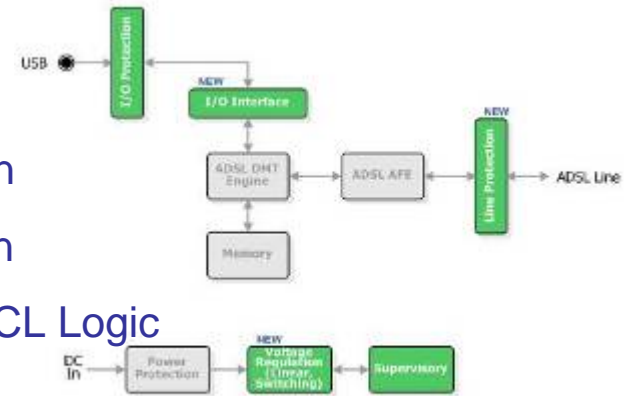 I/O Protection
USB
NEW
I/O Interface
NEW
ADSL DMT
Engine
ADSL AFE
Line Protection
ADSL Line
n
Memory
n
CL Logic
NEW
DC
In
Power
Protection
Voltage
Regulation
(Linear,
Switching)
Supervisory